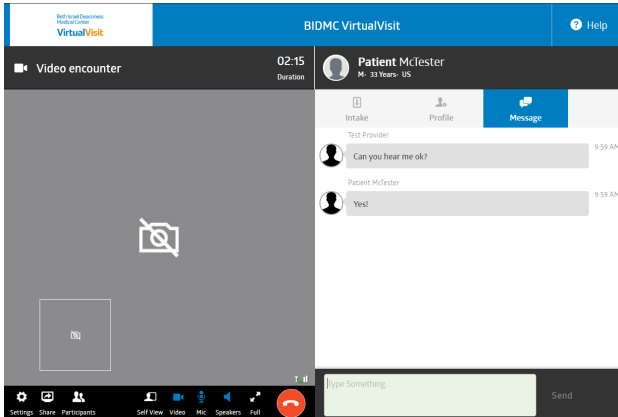 Beth Israel Deaconess
Medical Center
VirtualVisit
BIDMC VirtualVisit
? Help
Video encounter
02:15
Duration
Patient McTester
M- 33 Years- US
Intake
Profile
Message
Test Provider
9:59 AM
Can you hear me ok?
Patient McTester
9:59 AM
Yes!
Type Something...
Send
Settings Share Participants Self View Video Mic Speakers Full